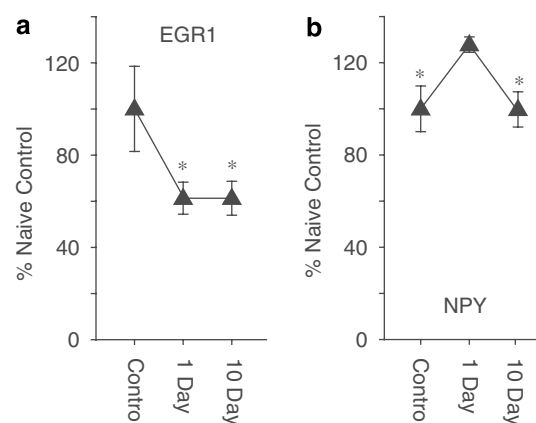 a
EGR1
% Naive Control
120
80
40
0
Contro
1 Day
10 Day
*
*
b
NPY
% Naive Control
120
80
40
0
Contro
1 Day
10 Day
*
*